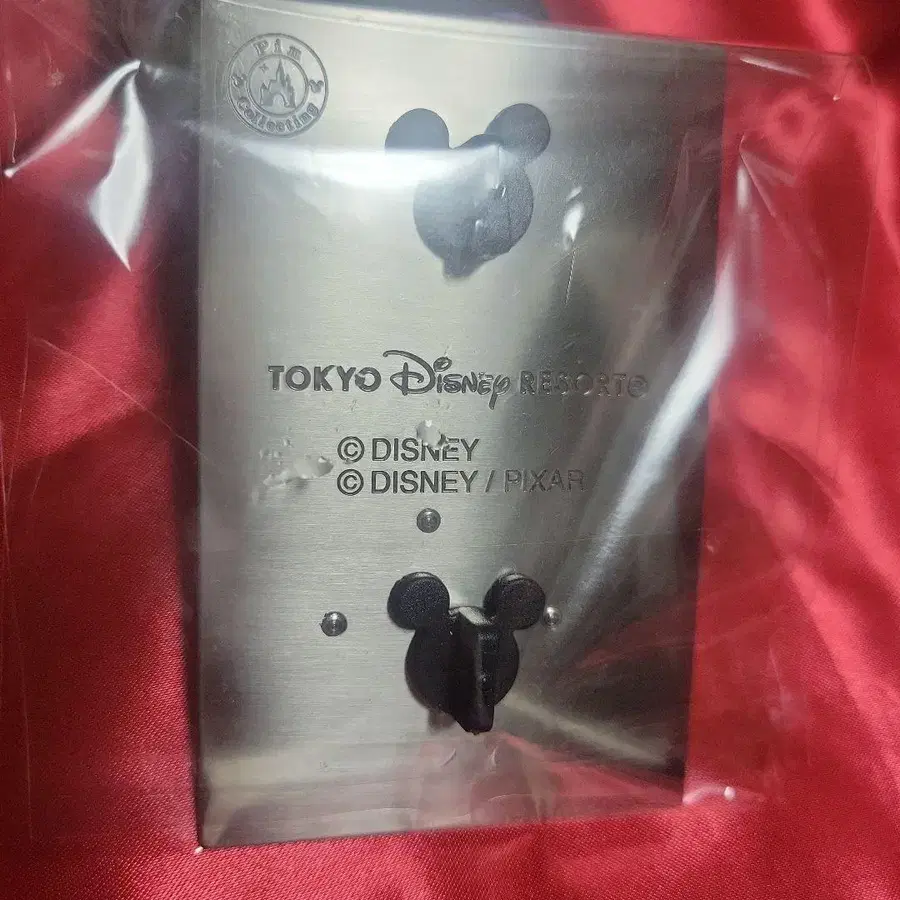 Pin
Collecting
TOKYO Disney RESORT®
© DISNEY
© DISNEY / PIXAR